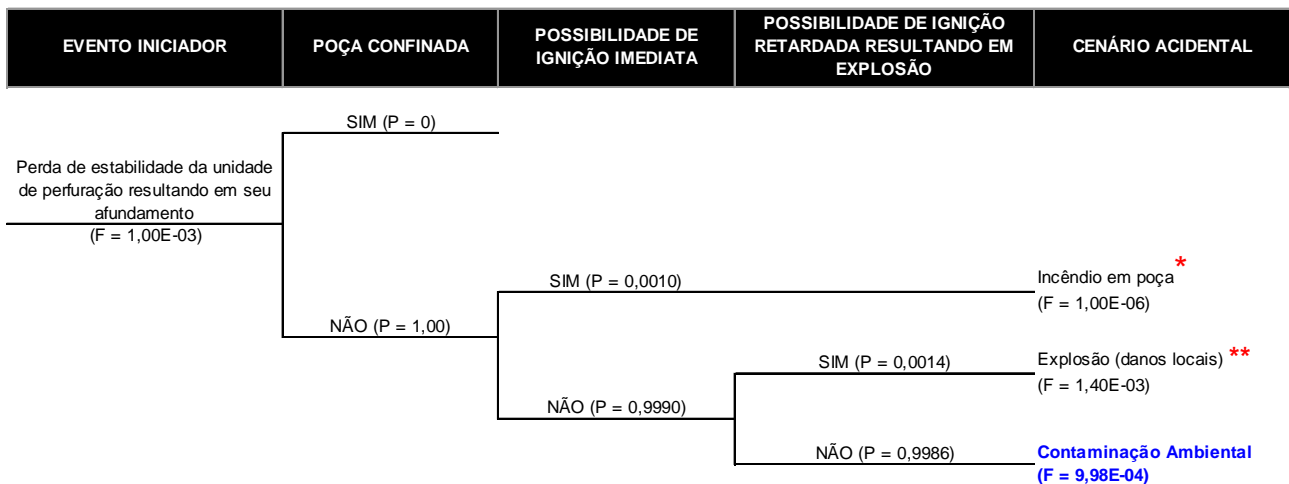 EVENTO INICIADOR
POÇA CONFINADA
POSSIBILIDADE DE
IGNIÇÃO IMEDIATA
POSSIBILIDADE DE IGNIÇÃO
RETARDADA RESULTANDO EM
EXPLOSÃO
CENÁRIO ACIDENTAL
SIM (P = 0)
Perda de estabilidade da unidade
de perfuração resultando em seu
afundamento
(F = 1,00E-03)
SIM (P = 0,0010)
Incêndio em poça*
(F = 1,00E-06)
NÃO (P = 1,00)
SIM (P = 0,0014)
Explosão (danos locais) **
(F = 1,40E-03)
NÃO (P = 0,9990)
NÃO (P = 0,9986)
Contaminação Ambiental
(F = 9,98E-04)